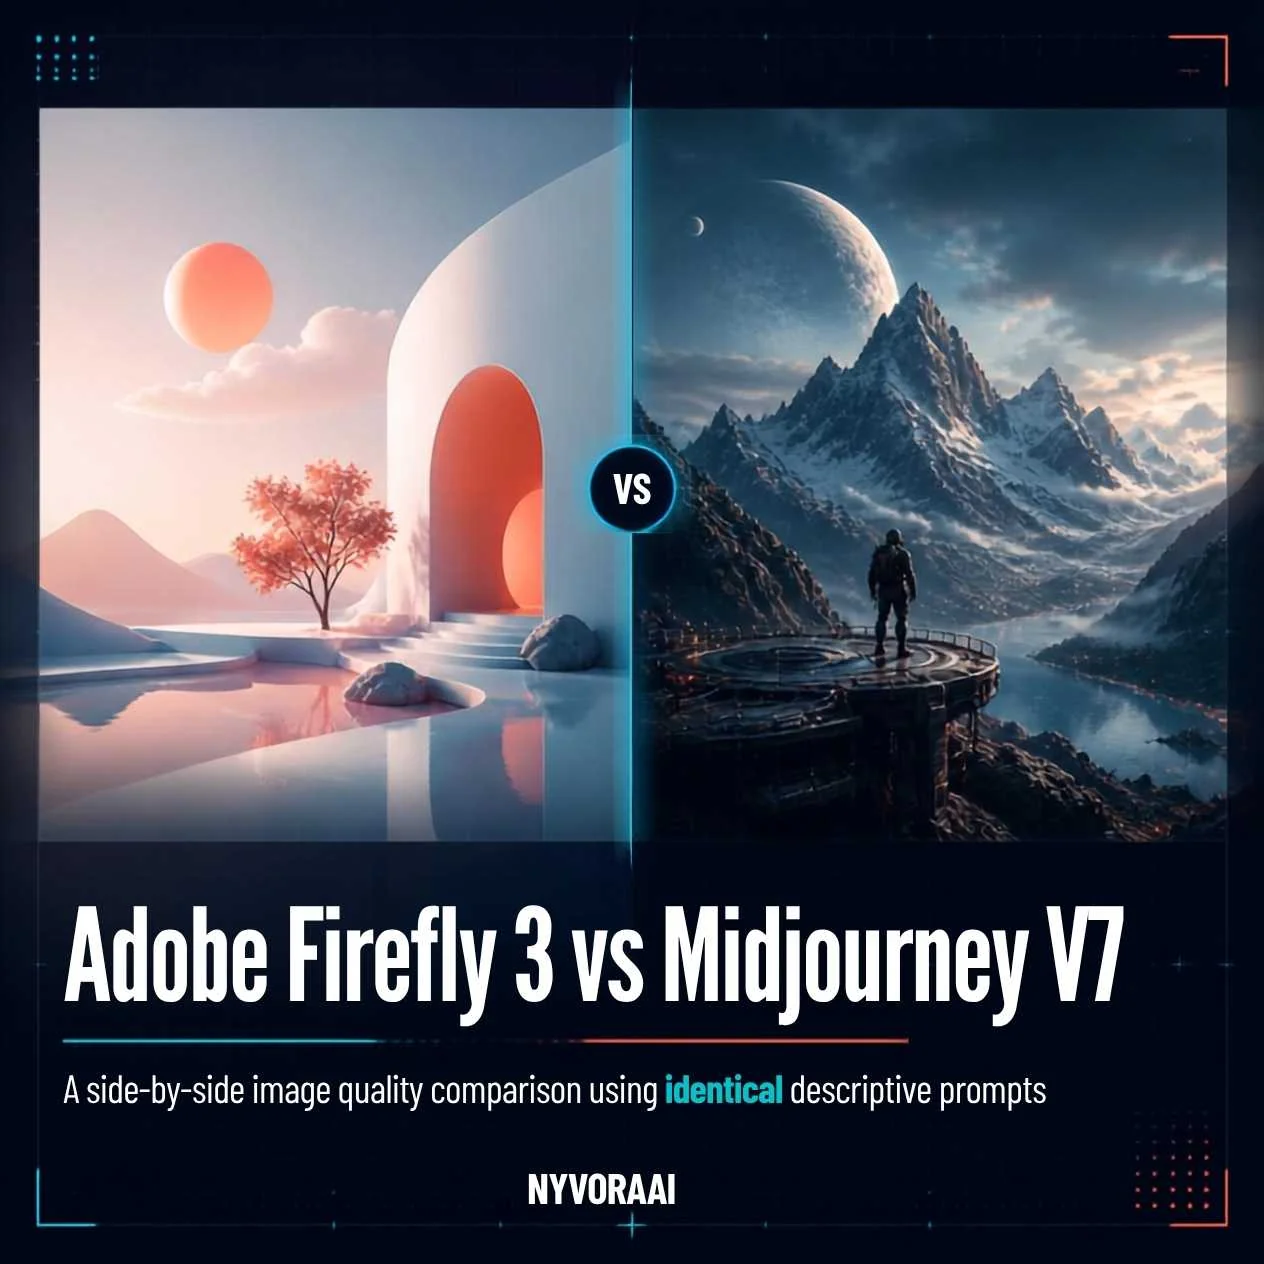 VS
Adobe Firefly 3 vs Midjourney V7
A side-by-side image quality comparison using identical descriptive prompts
NYVORAAI